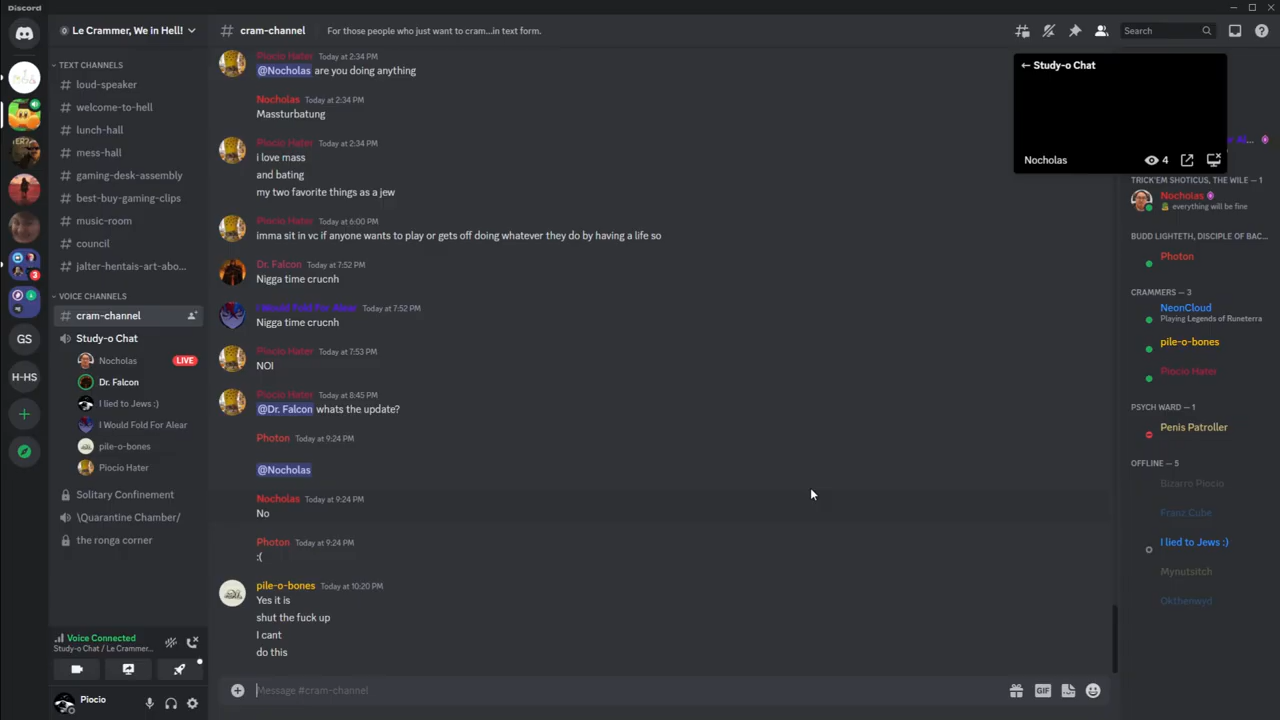 Discord
Le Crammer, We in Hell!
cram-channel
For those people who just want to cram...in text form.
Search
TEXT CHANNELS
loud-speaker
welcome-to-hell
lunch-hall
mess-hall
gaming-desk-assembly
best-buy-gaming-clips
music-room
council
jalter-hentais-art-abo...
VOICE CHANNELS
cram-channel
Study-o Chat
Nocholas
LIVE
Dr. Falcon
I lied to Jews :)
I Would Fold For Alear
pile-o-bones
Piocio Hater
Solitary Confinement
\Quarantine Chamber/
the ronga corner
3
GS
H-HS
Voice Connected
Study-o Chat / Le Crammer...
Piocio
Piocio Hater Today at 2:34 PM
@Nocholas are you doing anything
Nocholas Today at 2:34 PM
Massturbatung
Piocio Hater Today at 2:34 PM
i love mass
and bating
my two favorite things as a jew
Piocio Hater Today at 6:00 PM
imma sit in vc if anyone wants to play or gets off doing whatever they do by having a life so
Dr. Falcon Today at 7:52 PM
Nigga time crucnh
I Would Fold For Alear Today at 7:52 PM
Nigga time crucnh
Piocio Hater Today at 7:53 PM
NOI
Piocio Hater Today at 8:45 PM
@Dr. Falcon whats the update?
Photon Today at 9:24 PM
@Nocholas
Nocholas Today at 9:24 PM
No
Photon Today at 9:24 PM
:(
pile-o-bones Today at 10:20 PM
Yes it is
shut the fuck up
I cant
do this
Message #cram-channel
GIF
← Study-o Chat
Nocholas
4
TRICK'EM SHOTICUS, THE WILE — 1
Nocholas
everything will be fine
BUDD LIGHTETH, DISCIPLE OF BAC...
Photon
CRAMMERS — 3
NeonCloud
Playing Legends of Runeterra
pile-o-bones
Piocio Hater
PSYCH WARD — 1
Penis Patroller
OFFLINE — 5
Bizarro Piocio
Franz Cube
I lied to Jews :)
Mynutsitch
Okthenwyd